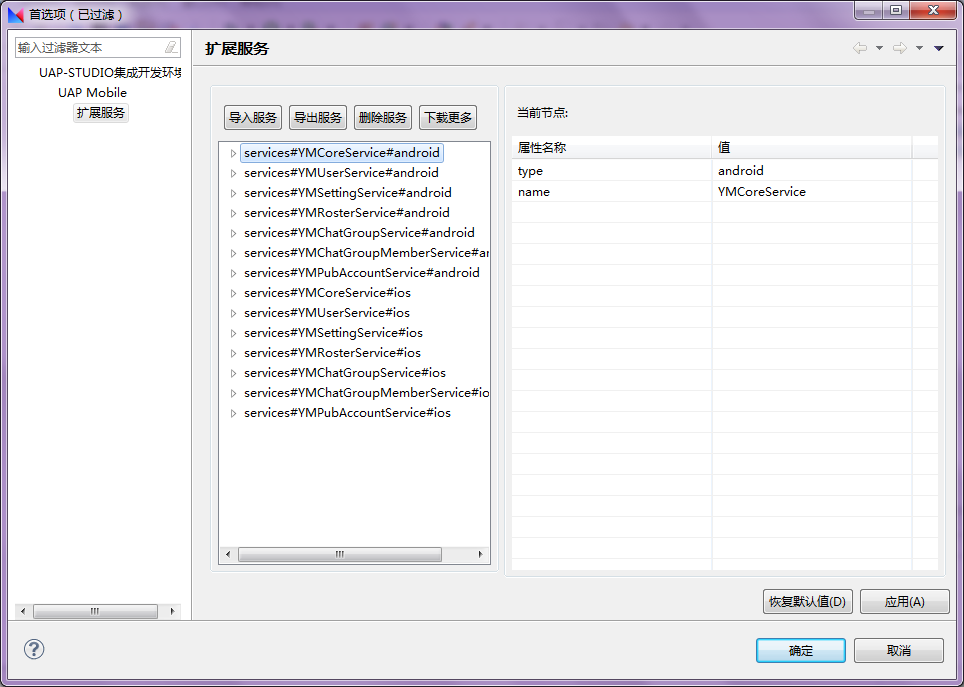 首选项（已过滤）
输入过滤器文本
UAP-STUDIO集成开发环境
UAP Mobile
扩展服务
扩展服务
导入服务 导出服务 删除服务 下载更多
services#YMCoreService#android
services#YMUserService#android
services#YMSettingService#android
services#YMRosterService#android
services#YMChatGroupService#android
services#YMChatGroupMemberService#an
services#YMPubAccountService#android
services#YMCoreService#ios
services#YMUserService#ios
services#YMSettingService#ios
services#YMRosterService#ios
services#YMChatGroupService#ios
services#YMChatGroupMemberService#io
services#YMPubAccountService#ios
当前节点:
属性名称 值
type android
name YMCoreService
恢复默认值(D) 应用(A)
确定 取消